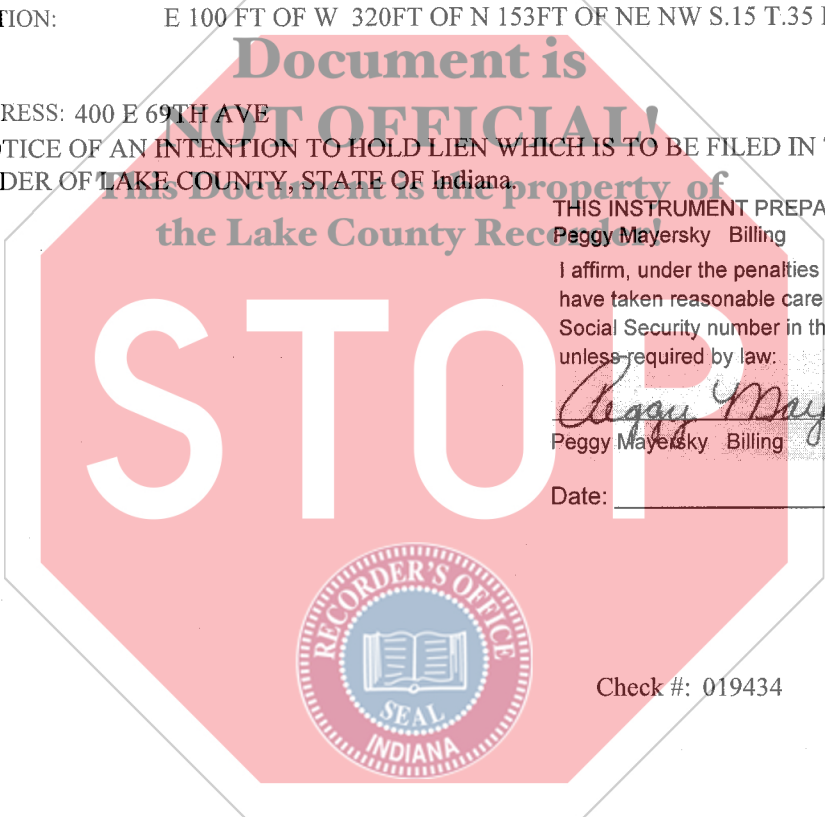 TION: E 100 FT OF W 320FT OF N 153FT OF NE NW S.15 T.35
Document is
RESS: 400 E 69TH AVE
NOT OFFICIAL!
OTICE OF AN INTENTION TO HOLD LIEN WHICH IS TO BE FILED IN
DER OF LAKE COUNTY, STATE OF Indiana.
This Document is the property of
the Lake County Recorder!
THIS INSTRUMENT PREPA
Peggy Mayersky Billing
I affirm, under the penalties
have taken reasonable care
Social Security number in th
unless required by law:
STOP
Peggy May
Peggy Mayersky Billing
Date:
RECORDER'S OFFICE
SEAL
INDIANA
Check #: 019434